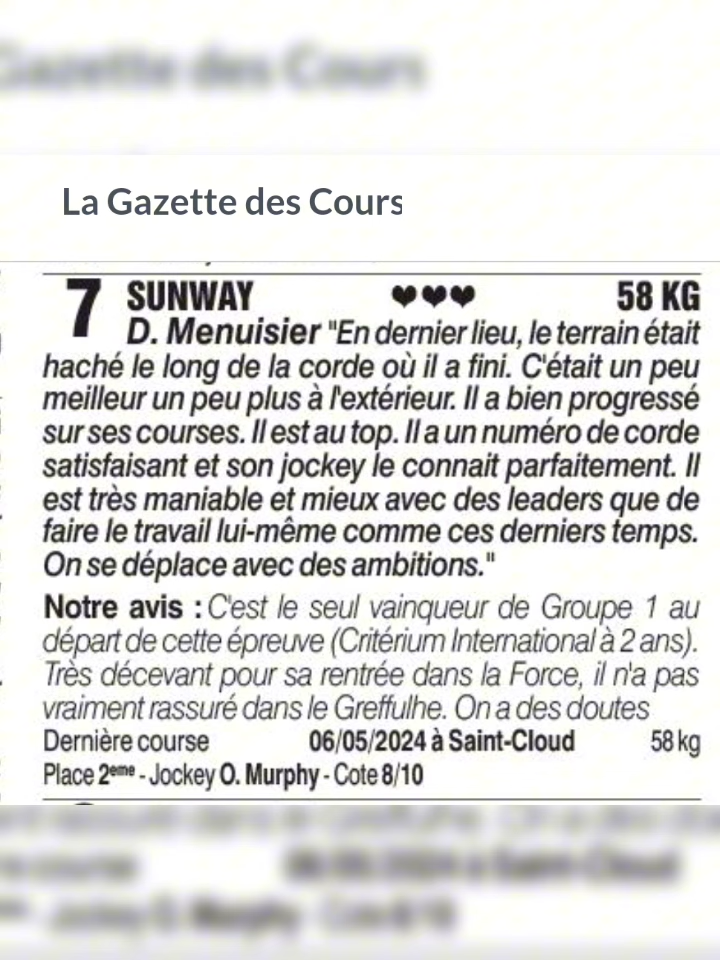 Gazette des Cours
La Gazette des Cours
7 SUNWAY ♥♥♥ 58 KG
D. Menuisier "En dernier lieu, le terrain était
haché le long de la corde où il a fini. C'était un peu
meilleur un peu plus à l'extérieur. Il a bien progressé
sur ses courses. Il est au top. Il a un numéro de corde
satisfaisant et son jockey le connait parfaitement. Il
est très maniable et mieux avec des leaders que de
faire le travail lui-même comme ces derniers temps.
On se déplace avec des ambitions."
Notre avis : C'est le seul vainqueur de Groupe 1 au
départ de cette épreuve (Critérium International à 2 ans).
Très décevant pour sa rentrée dans la Force, il n'a pas
vraiment rassuré dans le Greffulhe. On a des doutes
Dernière course 06/05/2024 à Saint-Cloud 58 kg
Place 2eme - Jockey O. Murphy - Cote 8/10